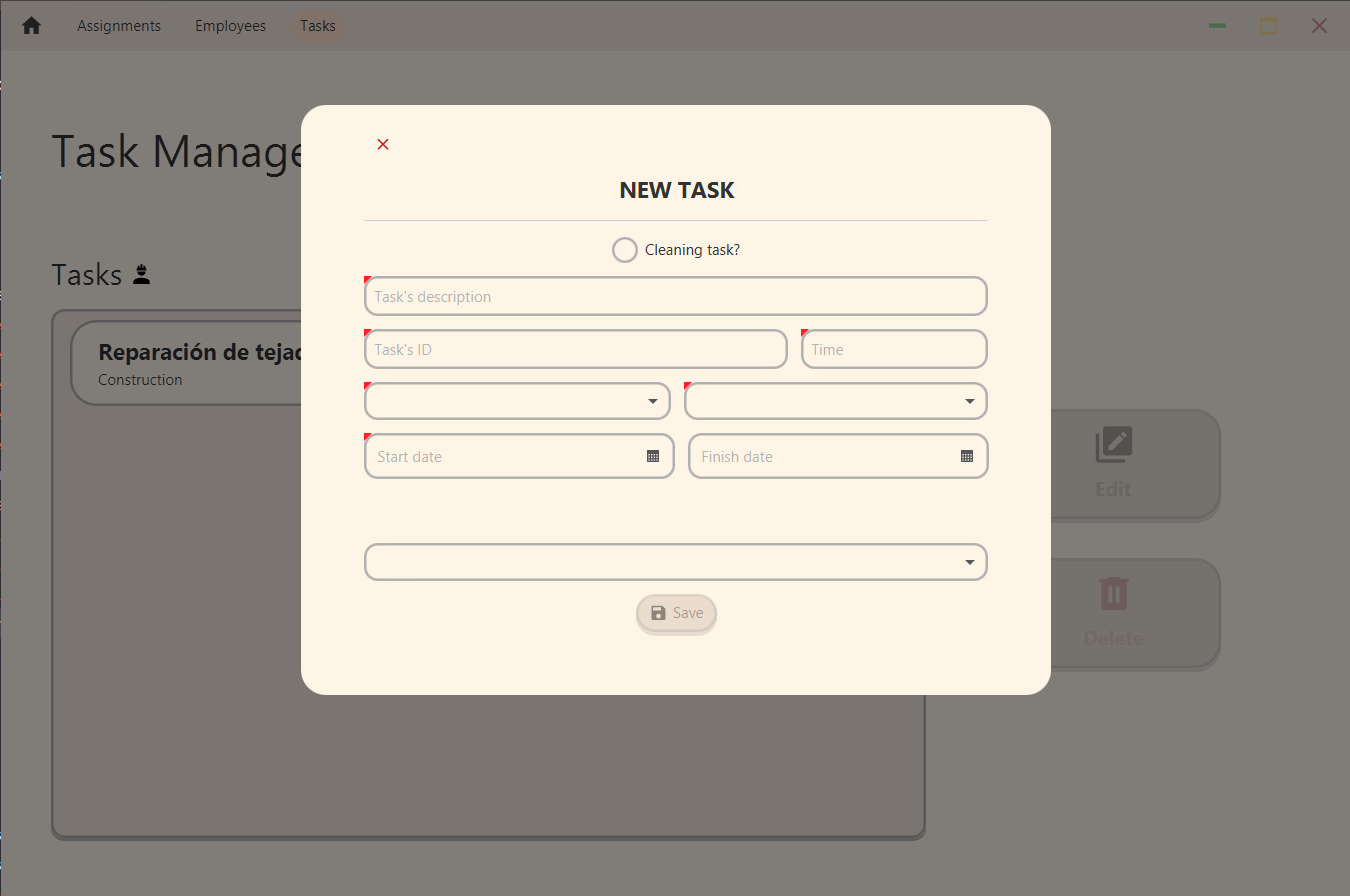 Assignments Employees Tasks
Task Manage
NEW TASK
Cleaning task?
Tasks
Task's description
Task's ID Time
Reparación de tejad
Construction
Start date Finish date
Edit
Save
Delete